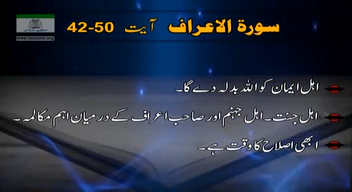 سورة الاعراف آیت 42-50
اہل ایمان کو اللہ بدلہ دے گا۔
اہل جنت۔ اہل جہنم اور صاحب اعراف کے درمیان اہم مکالمہ۔
ابھی اصلاح کا وقت ہے۔